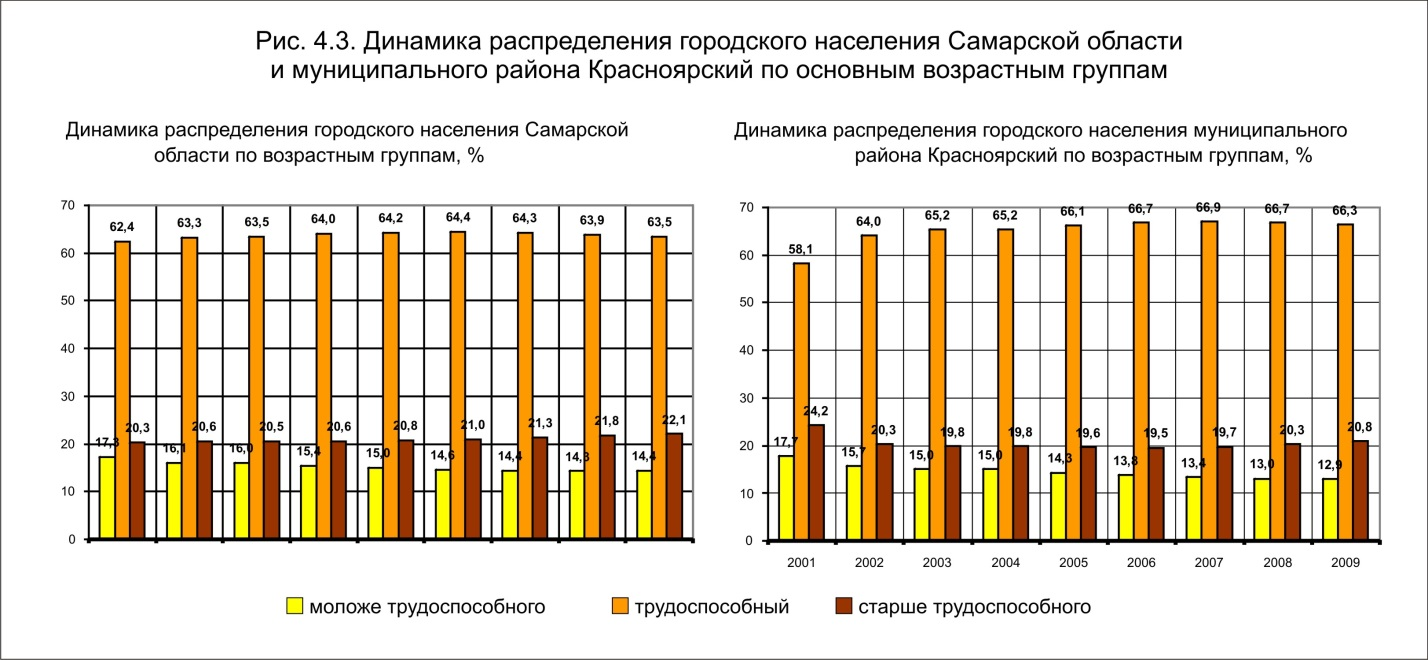 Рис. 4.3. Динамика распределения городского населения Самарской области
и муниципального района Красноярский по основным возрастным группам
Динамика распределения городского населения Самарской
области по возрастным группам, %
70
60
50
40
30
20
10
0
62,4 63,3 63,5 64,0 64,2 64,4 64,3 63,9 63,5
20,3 20,6 20,5 20,6 20,8 21,0 21,3 21,8 22,1
17,3 16,1 16,0 15,4 15,0 14,6 14,4 14,3 14,4
Динамика распределения городского населения муниципального
района Красноярский по возрастным группам, %
70
60
50
40
30
20
10
0
58,1 64,0 65,2 65,2 66,1 66,7 66,9 66,7 66,3
24,2 20,3 19,8 19,8 19,6 19,5 19,7 20,3 20,8
17,7 15,7 15,0 15,0 14,3 13,8 13,4 13,0 12,9
2001 2002 2003 2004 2005 2006 2007 2008 2009
моложе трудоспособного трудоспособный старше трудоспособного